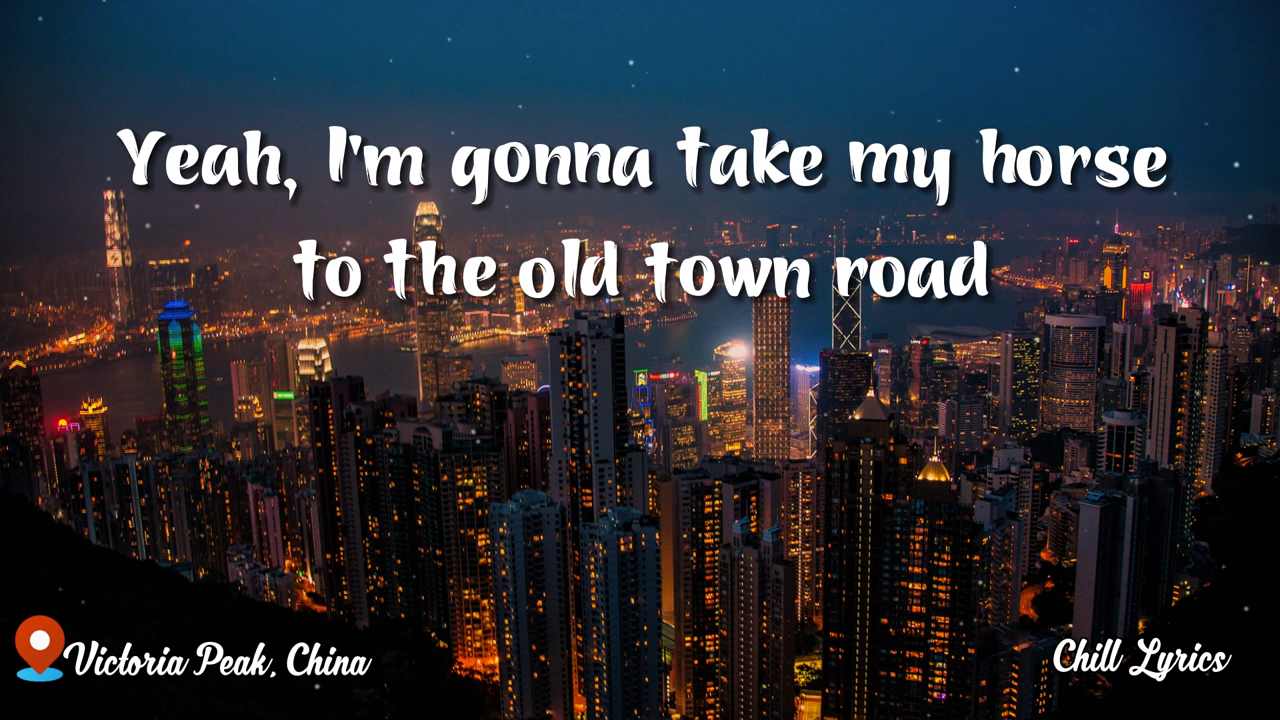 Yeah, I'm gonna take my horse
to the old town road
Victoria Peak, China
Chill Lyrics